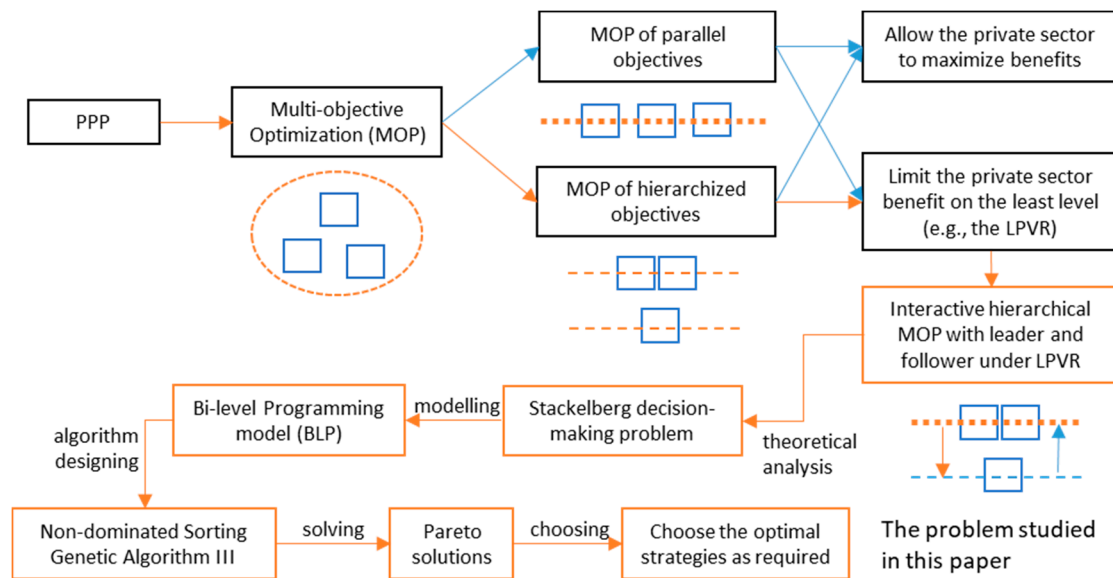 PPP
Multi-objective
Optimization (MOP)
MOP of parallel
objectives
Allow the private sector
to maximize benefits
MOP of hierarchized
objectives
Limit the private sector
benefit on the least level
(e.g., the LPVR)
Interactive hierarchical
MOP with leader and
follower under LPVR
theoretical
analysis
Stackelberg decision-
making problem
modelling
Bi-level Programming
model (BLP)
algorithm
designing
Non-dominated Sorting
Genetic Algorithm III
solving
Pareto
solutions
choosing
Choose the optimal
strategies as required
The problem studied
in this paper